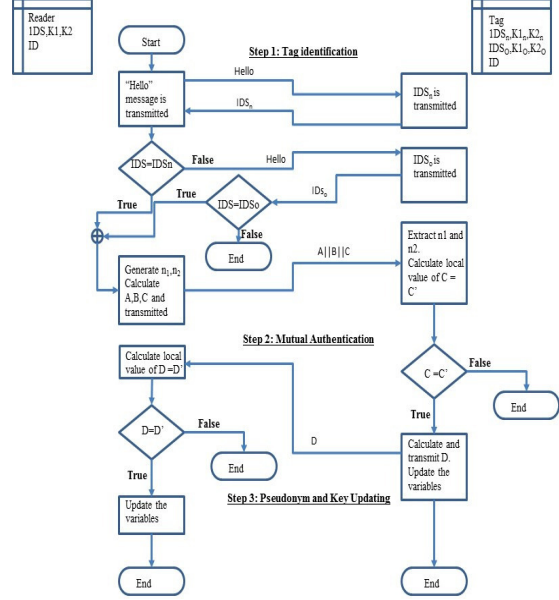 Reader
1DS,K1,K2
ID
Tag
1DSn,K1n,K2n
IDSO,K1O,K2O
ID
Start
Step 1: Tag identification
Hello
"Hello"
message is
transmitted
IDSn
IDSn is
transmitted
IDS=IDSn
False
Hello
IDSo is
transmitted
IDSo
True
True
IDS=IDSo
False
End
Generate n1,n2
Calculate
A,B,C and
transmitted
A||B||C
Extract n1 and
n2.
Calculate local
value of C =
C'
Step 2: Mutual Authentication
Calculate local
value of D =D'
C =C'
False
End
True
D=D'
False
End
D
Calculate and
transmit D.
Update the
variables
True
Step 3: Pseudonym and Key Updating
Update the
variables
End
End